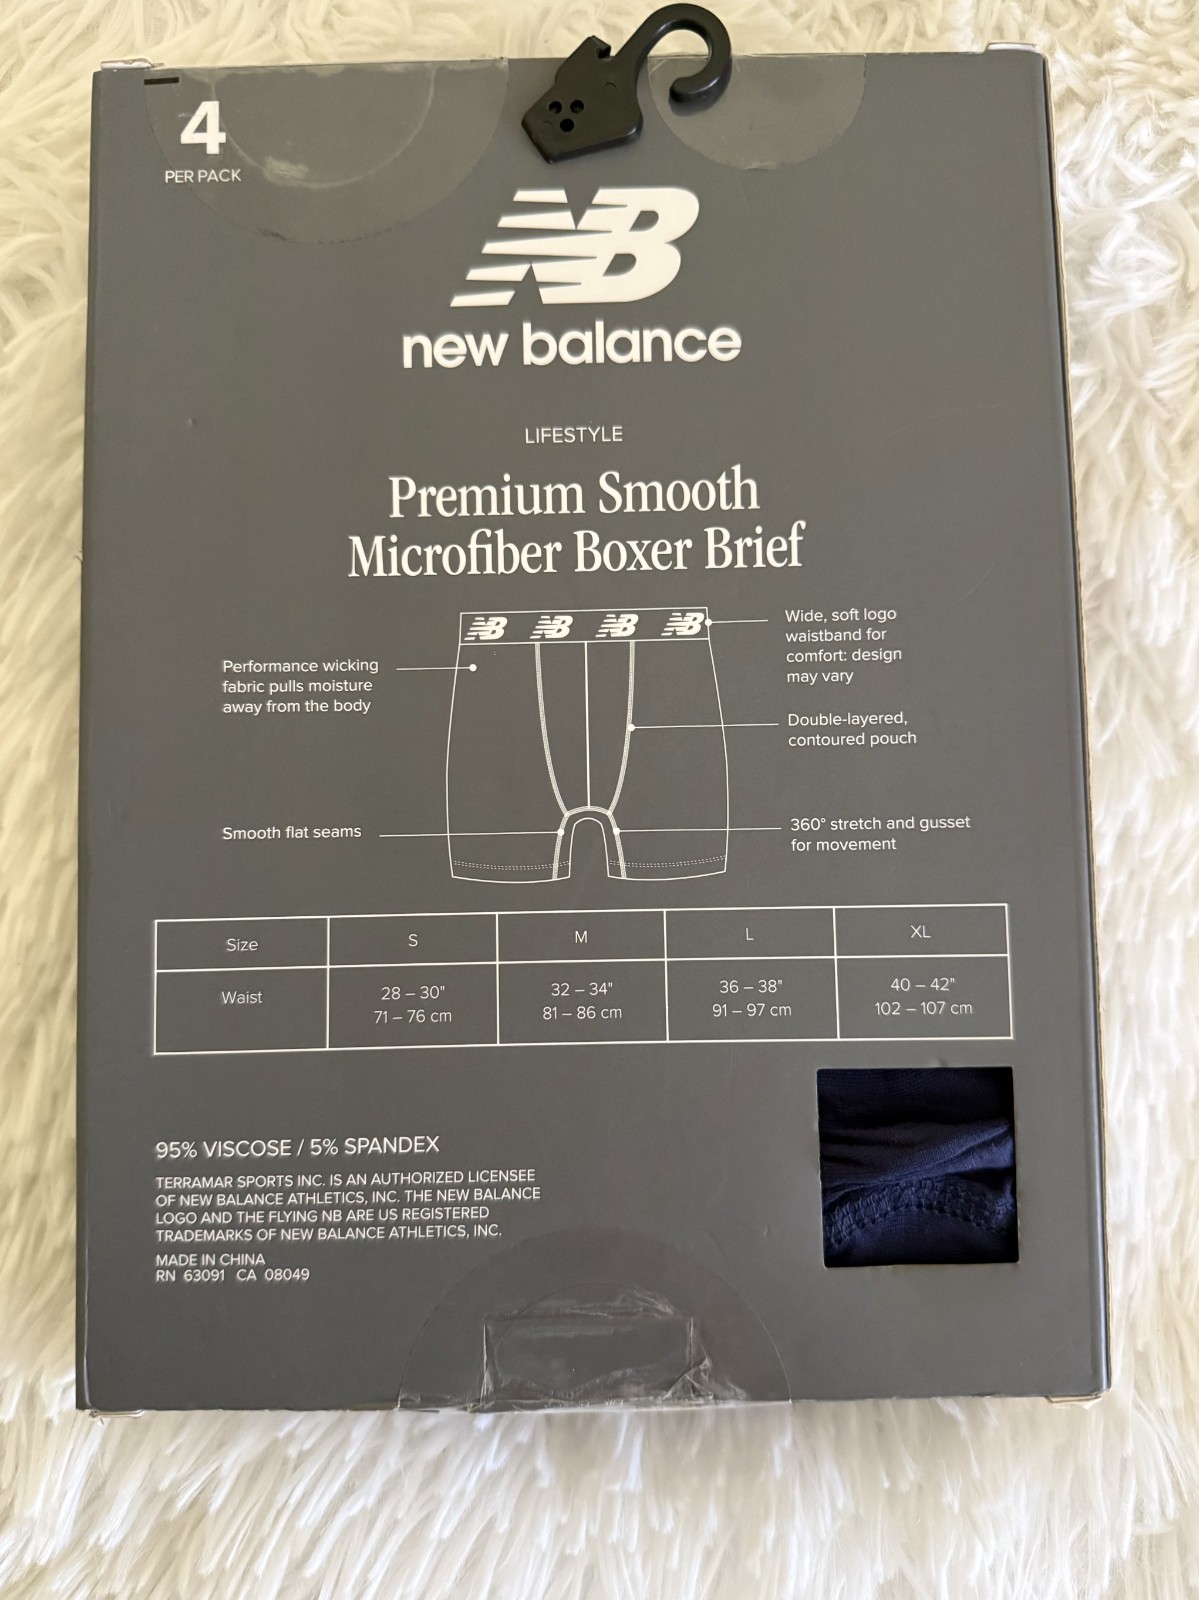 4
PER PACK
NB
new balance
LIFESTYLE
Premium Smooth
Microfiber Boxer Brief
NB NB NB NB
Performance wicking
fabric pulls moisture
away from the body
Smooth flat seams
Wide, soft logo
waistband for
comfort: design
may vary
Double-layered,
contoured pouch
360° stretch and gusset
for movement
Size S M L XL
Waist 28 – 30" 32 – 34" 36 – 38" 40 – 42"
71 – 76 cm 81 – 86 cm 91 – 97 cm 102 – 107 cm
95% VISCOSE / 5% SPANDEX
TERRAMAR SPORTS INC. IS AN AUTHORIZED LICENSEE
OF NEW BALANCE ATHLETICS, INC. THE NEW BALANCE
LOGO AND THE FLYING NB ARE US REGISTERED
TRADEMARKS OF NEW BALANCE ATHLETICS, INC.
MADE IN CHINA
RN 63091 CA 08049